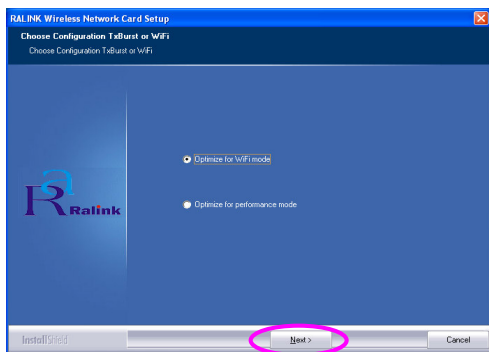 RALINK Wireless Network Card Setup
Choose Configuration TxBurst or WiFi
Choose Configuration TxBurst or WiFi
Optimize for WiFi mode
Ralink
Optimize for performance mode
InstallShield
Next >
Cancel